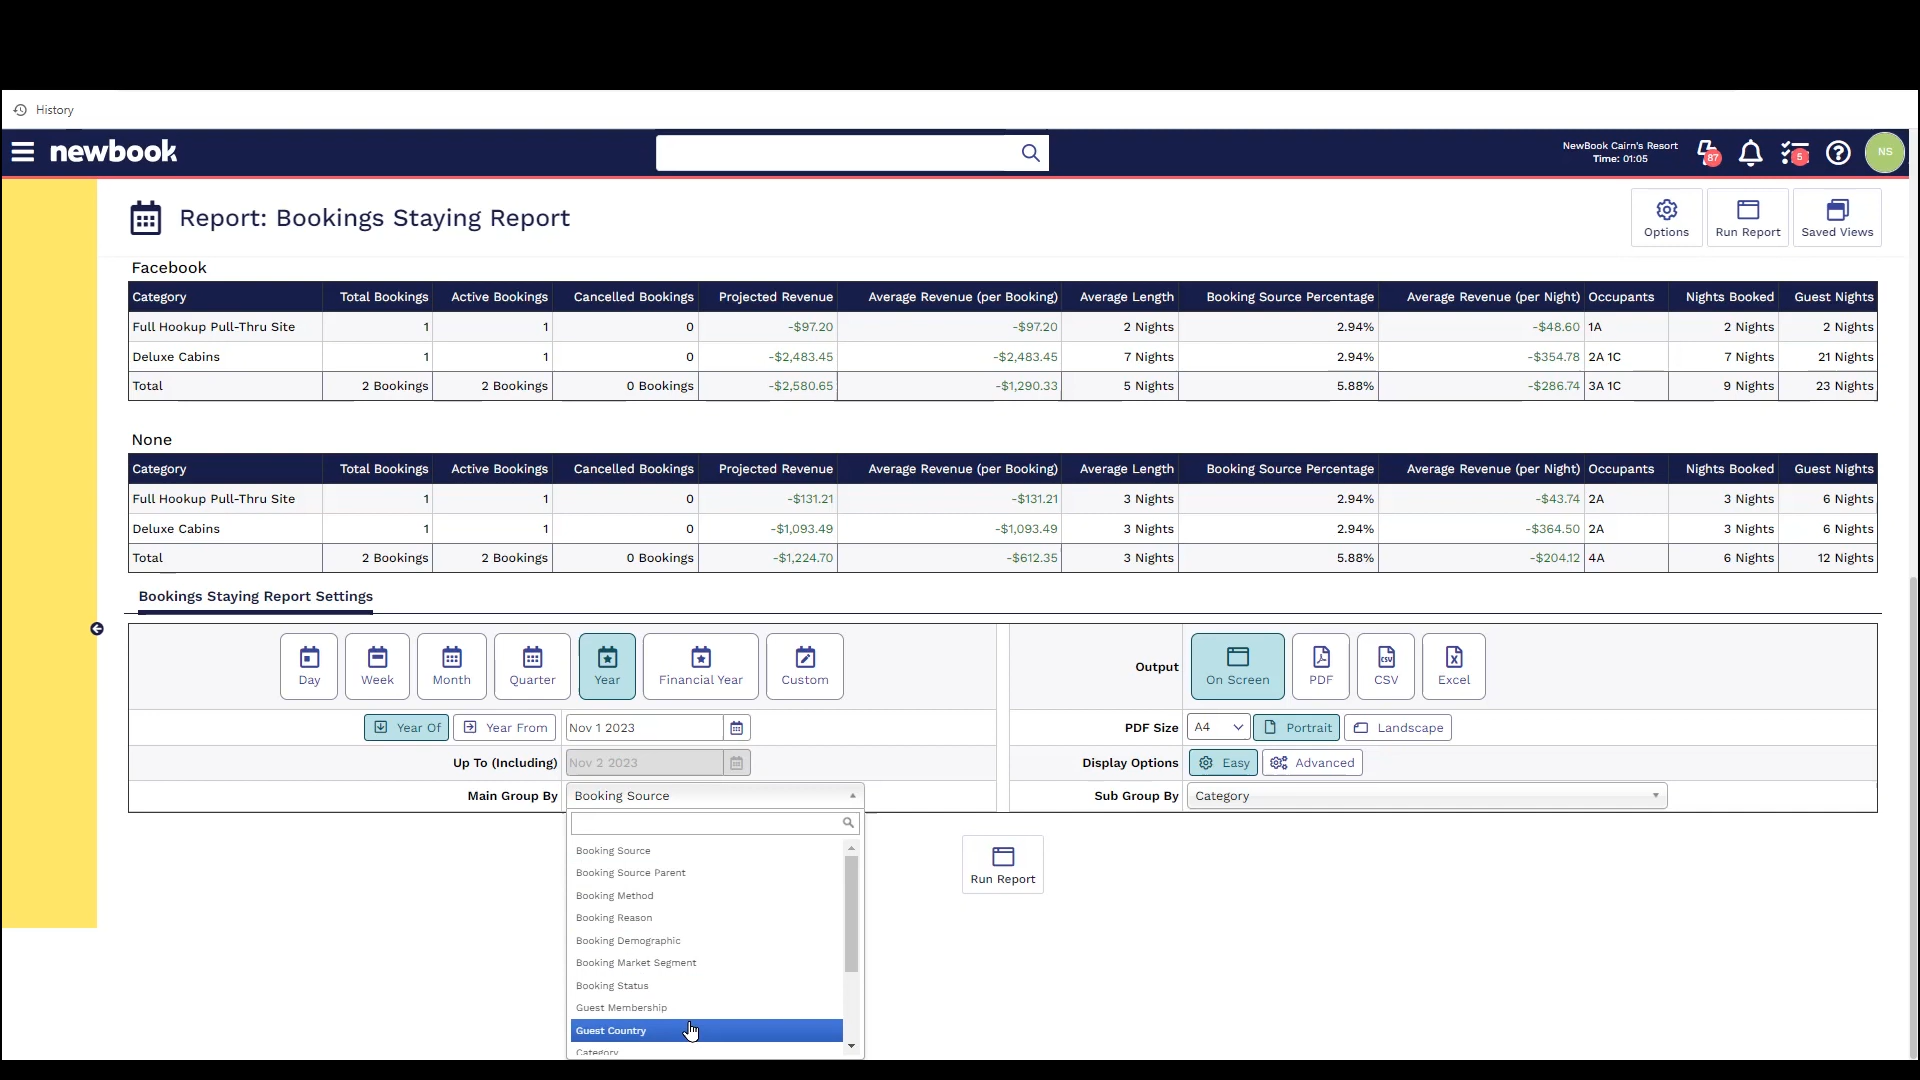 History
newbook
NewBook Cairn's Resort
Time: 01:05
87
5
NS
Report: Bookings Staying Report
Options
Run Report
Saved Views
Facebook
Category Total Bookings Active Bookings Cancelled Bookings Projected Revenue Average Revenue (per Booking) Average Length Booking Source Percentage Average Revenue (per Night) Occupants Nights Booked Guest Nights
Full Hookup Pull-Thru Site 1 1 0 -$97.20 -$97.20 2 Nights 2.94% -$48.60 1A 2 Nights 2 Nights
Deluxe Cabins 1 1 0 -$2,483.45 -$2,483.45 7 Nights 2.94% -$354.78 2A 1C 7 Nights 21 Nights
Total 2 Bookings 2 Bookings 0 Bookings -$2,580.65 -$1,290.33 5 Nights 5.88% -$286.74 3A 1C 9 Nights 23 Nights
None
Category Total Bookings Active Bookings Cancelled Bookings Projected Revenue Average Revenue (per Booking) Average Length Booking Source Percentage Average Revenue (per Night) Occupants Nights Booked Guest Nights
Full Hookup Pull-Thru Site 1 1 0 -$131.21 -$131.21 3 Nights 2.94% -$43.74 2A 3 Nights 6 Nights
Deluxe Cabins 1 1 0 -$1,093.49 -$1,093.49 3 Nights 2.94% -$364.50 2A 3 Nights 6 Nights
Total 2 Bookings 2 Bookings 0 Bookings -$1,224.70 -$612.35 3 Nights 5.88% -$204.12 4A 6 Nights 12 Nights
Bookings Staying Report Settings
Day Week Month Quarter Year Financial Year Custom
Output On Screen PDF CSV Excel
Year Of Year From Nov 1 2023
PDF Size A4 Portrait Landscape
Up To (Including) Nov 2 2023
Display Options Easy Advanced
Main Group By Booking Source
Sub Group By Category
Booking Source
Booking Source Parent
Booking Method
Booking Reason
Booking Demographic
Booking Market Segment
Booking Status
Guest Membership
Guest Country
Category
Run Report